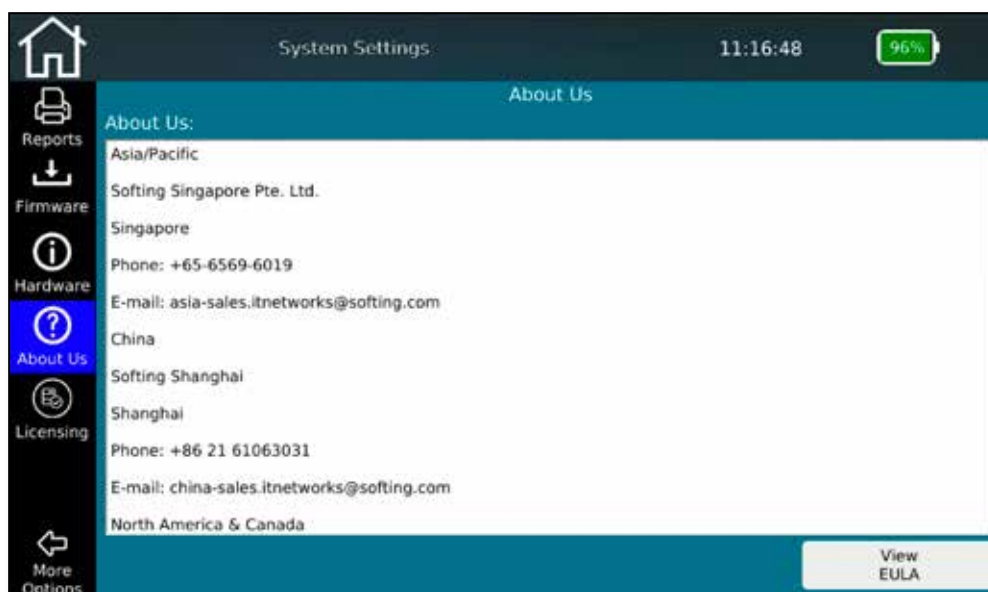 System Settings
11:16:48
96%
Reports
Firmware
Hardware
About Us
Licensing
More
Options
About Us
About Us:
Asia/Pacific
Softing Singapore Pte. Ltd.
Singapore
Phone: +65-6569-6019
E-mail: asia-sales.itnetworks@softing.com
China
Softing Shanghai
Shanghai
Phone: +86 21 61063031
E-mail: china-sales.itnetworks@softing.com
North America & Canada
View
EULA